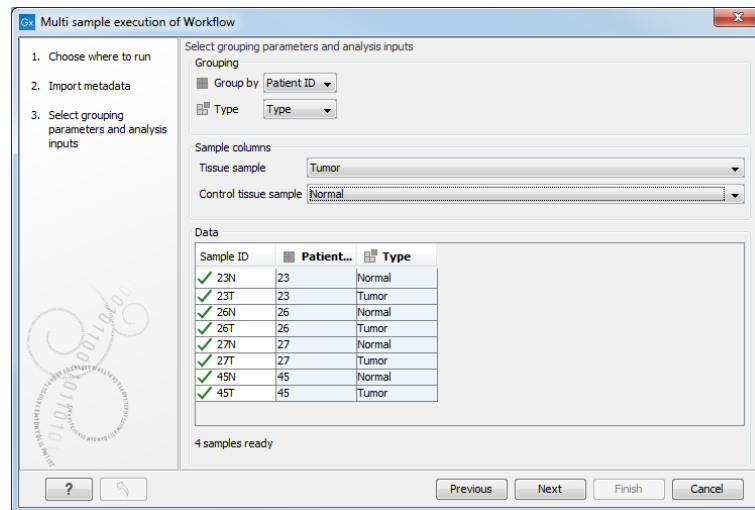 Gx Multi sample execution of Workflow
1. Choose where to run
2. Import metadata
3. Select grouping
parameters and analysis
inputs
Select grouping parameters and analysis inputs
Grouping
Group by Patient ID
Type Type
Sample columns
Tissue sample Tumor
Control tissue sample Normal
Data
Sample ID Patient... Type
23N 23 Normal
23T 23 Tumor
26N 26 Normal
26T 26 Tumor
27N 27 Normal
27T 27 Tumor
45N 45 Normal
45T 45 Tumor
4 samples ready
? Previous Next Finish Cancel